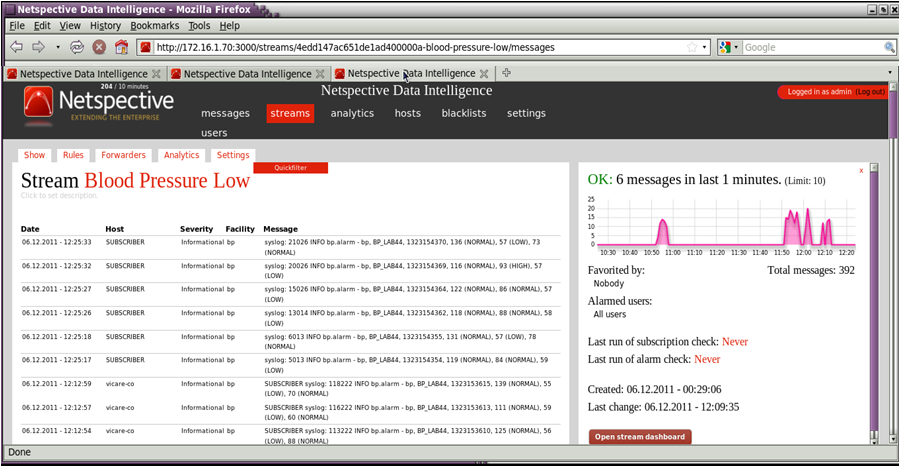 Netspective Data Intelligence - Mozilla Firefox
File Edit View History Bookmarks Tools Help
http://172.16.1.70:3000/streams/4edd147ac651de1ad400000a-blood-pressure-low/messages
Google
Netspective Data Intelligence
Netspective Data Intelligence
Netspective Data Intelligence
204 / 10 minutes
Netspective
EXTENDING THE ENTERPRISE
Netspective Data Intelligence
Logged in as admin (Log out)
messages streams analytics hosts blacklists settings
users
Show Rules Forwarders Analytics Settings
Quickfilter
Stream Blood Pressure Low
Click to set description.
Date Host Severity Facility Message
06.12.2011 - 12:25:33 SUBSCRIBER Informational bp syslog: 21026 INFO bp.alarm - bp, BP_LAB44, 1323154370, 136 (NORMAL), 57 (LOW), 73
(NORMAL)
06.12.2011 - 12:25:32 SUBSCRIBER Informational bp syslog: 20026 INFO bp.alarm - bp, BP_LAB44, 1323154369, 116 (NORMAL), 93 (HIGH), 57
(LOW)
06.12.2011 - 12:25:27 SUBSCRIBER Informational bp syslog: 15026 INFO bp.alarm - bp, BP_LAB44, 1323154364, 122 (NORMAL), 86 (NORMAL), 57
(LOW)
06.12.2011 - 12:25:26 SUBSCRIBER Informational bp syslog: 13014 INFO bp.alarm - bp, BP_LAB44, 1323154362, 118 (NORMAL), 88 (NORMAL), 58
(LOW)
06.12.2011 - 12:25:18 SUBSCRIBER Informational bp syslog: 6013 INFO bp.alarm - bp, BP_LAB44, 1323154355, 131 (NORMAL), 57 (LOW), 78
(NORMAL)
06.12.2011 - 12:25:17 SUBSCRIBER Informational bp syslog: 5013 INFO bp.alarm - bp, BP_LAB44, 1323154354, 119 (NORMAL), 84 (NORMAL), 59
(LOW)
06.12.2011 - 12:12:59 vicare-co Informational bp SUBSCRIBER syslog: 118222 INFO bp.alarm - bp, BP_LAB44, 1323153615, 139 (NORMAL), 55
(LOW), 70 (NORMAL)
06.12.2011 - 12:12:57 vicare-co Informational bp SUBSCRIBER syslog: 116222 INFO bp.alarm - bp, BP_LAB44, 1323153613, 111 (NORMAL), 59
(LOW), 60 (NORMAL)
06.12.2011 - 12:12:54 vicare-co Informational bp SUBSCRIBER syslog: 113222 INFO bp.alarm - bp, BP_LAB44, 1323153610, 125 (NORMAL), 56
(LOW), 88 (NORMAL)
x
OK: 6 messages in last 1 minutes. (Limit: 10)
25
20
15
10
5
0
10:30 10:40 10:50 11:00 11:10 11:20 11:30 11:40 11:50 12:00 12:10 12:20
Favorited by: Total messages: 392
Nobody
Alarmed users:
All users
Last run of subscription check: Never
Last run of alarm check: Never
Created: 06.12.2011 - 00:29:06
Last change: 06.12.2011 - 12:09:35
Open stream dashboard
Done